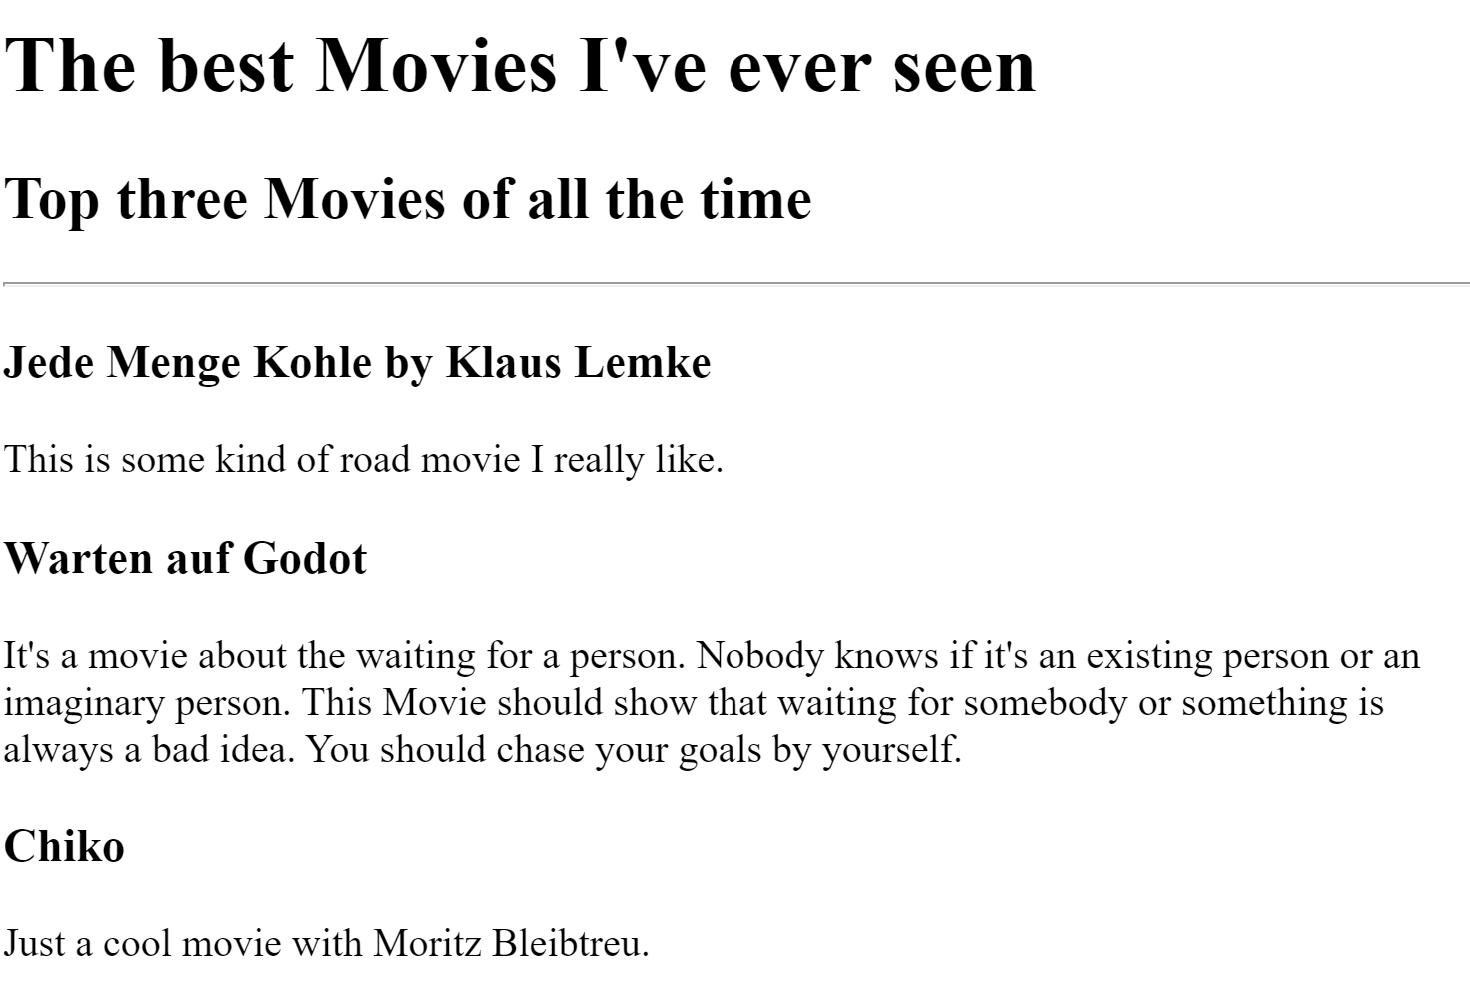 The best Movies I've ever seen
Top three Movies of all the time
Jede Menge Kohle by Klaus Lemke
This is some kind of road movie I really like.
Warten auf Godot
It's a movie about the waiting for a person. Nobody knows if it's an existing person or an
imaginary person. This Movie should show that waiting for somebody or something is
always a bad idea. You should chase your goals by yourself.
Chiko
Just a cool movie with Moritz Bleibtreu.